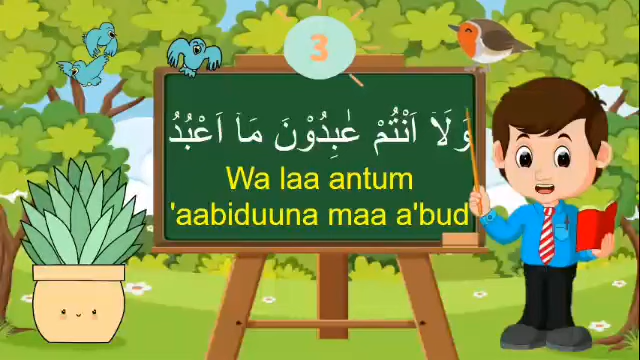 3
وَلَآ اَنْتُمْ عٰبِدُوْنَ مَآ اَعْبُدُ
Wa laa antum
'aabiduuna maa a'bud